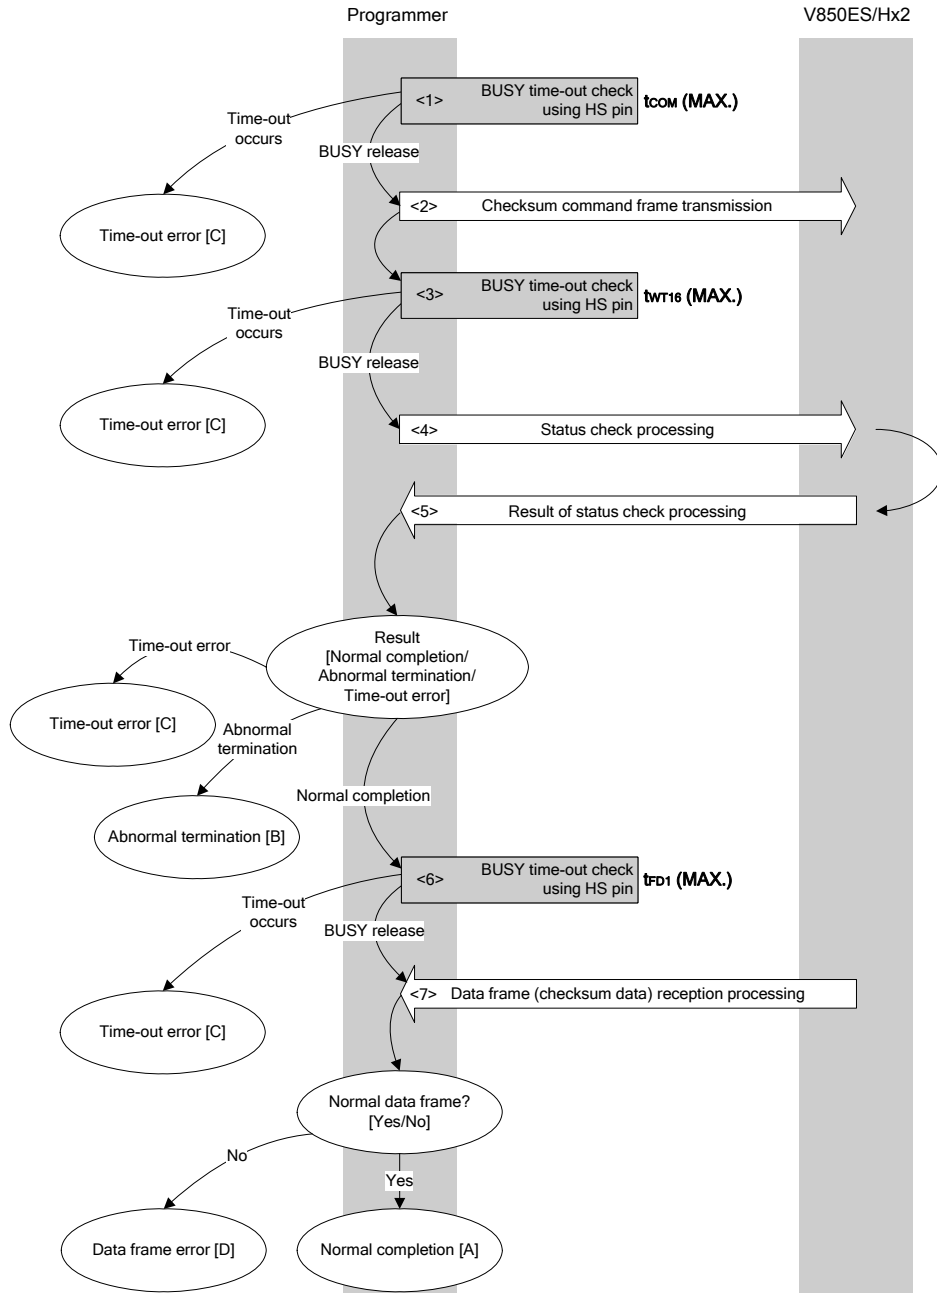 Programmer
V850ES/Hx2
<1>
BUSY time-out check
using HS pin
tCOM (MAX.)
Time-out
occurs
BUSY release
<2>
Checksum command frame transmission
Time-out error [C]
<3>
BUSY time-out check
using HS pin
tWT16 (MAX.)
Time-out
occurs
BUSY release
Time-out error [C]
<4>
Status check processing
<5>
Result of status check processing
Result
[Normal completion/
Abnormal termination/
Time-out error]
Time-out error
Time-out error [C]
Abnormal
termination
Normal completion
Abnormal termination [B]
<6>
BUSY time-out check
using HS pin
tFD1 (MAX.)
Time-out
occurs
BUSY release
<7>
Data frame (checksum data) reception processing
Time-out error [C]
Normal data frame?
[Yes/No]
No
Yes
Data frame error [D]
Normal completion [A]